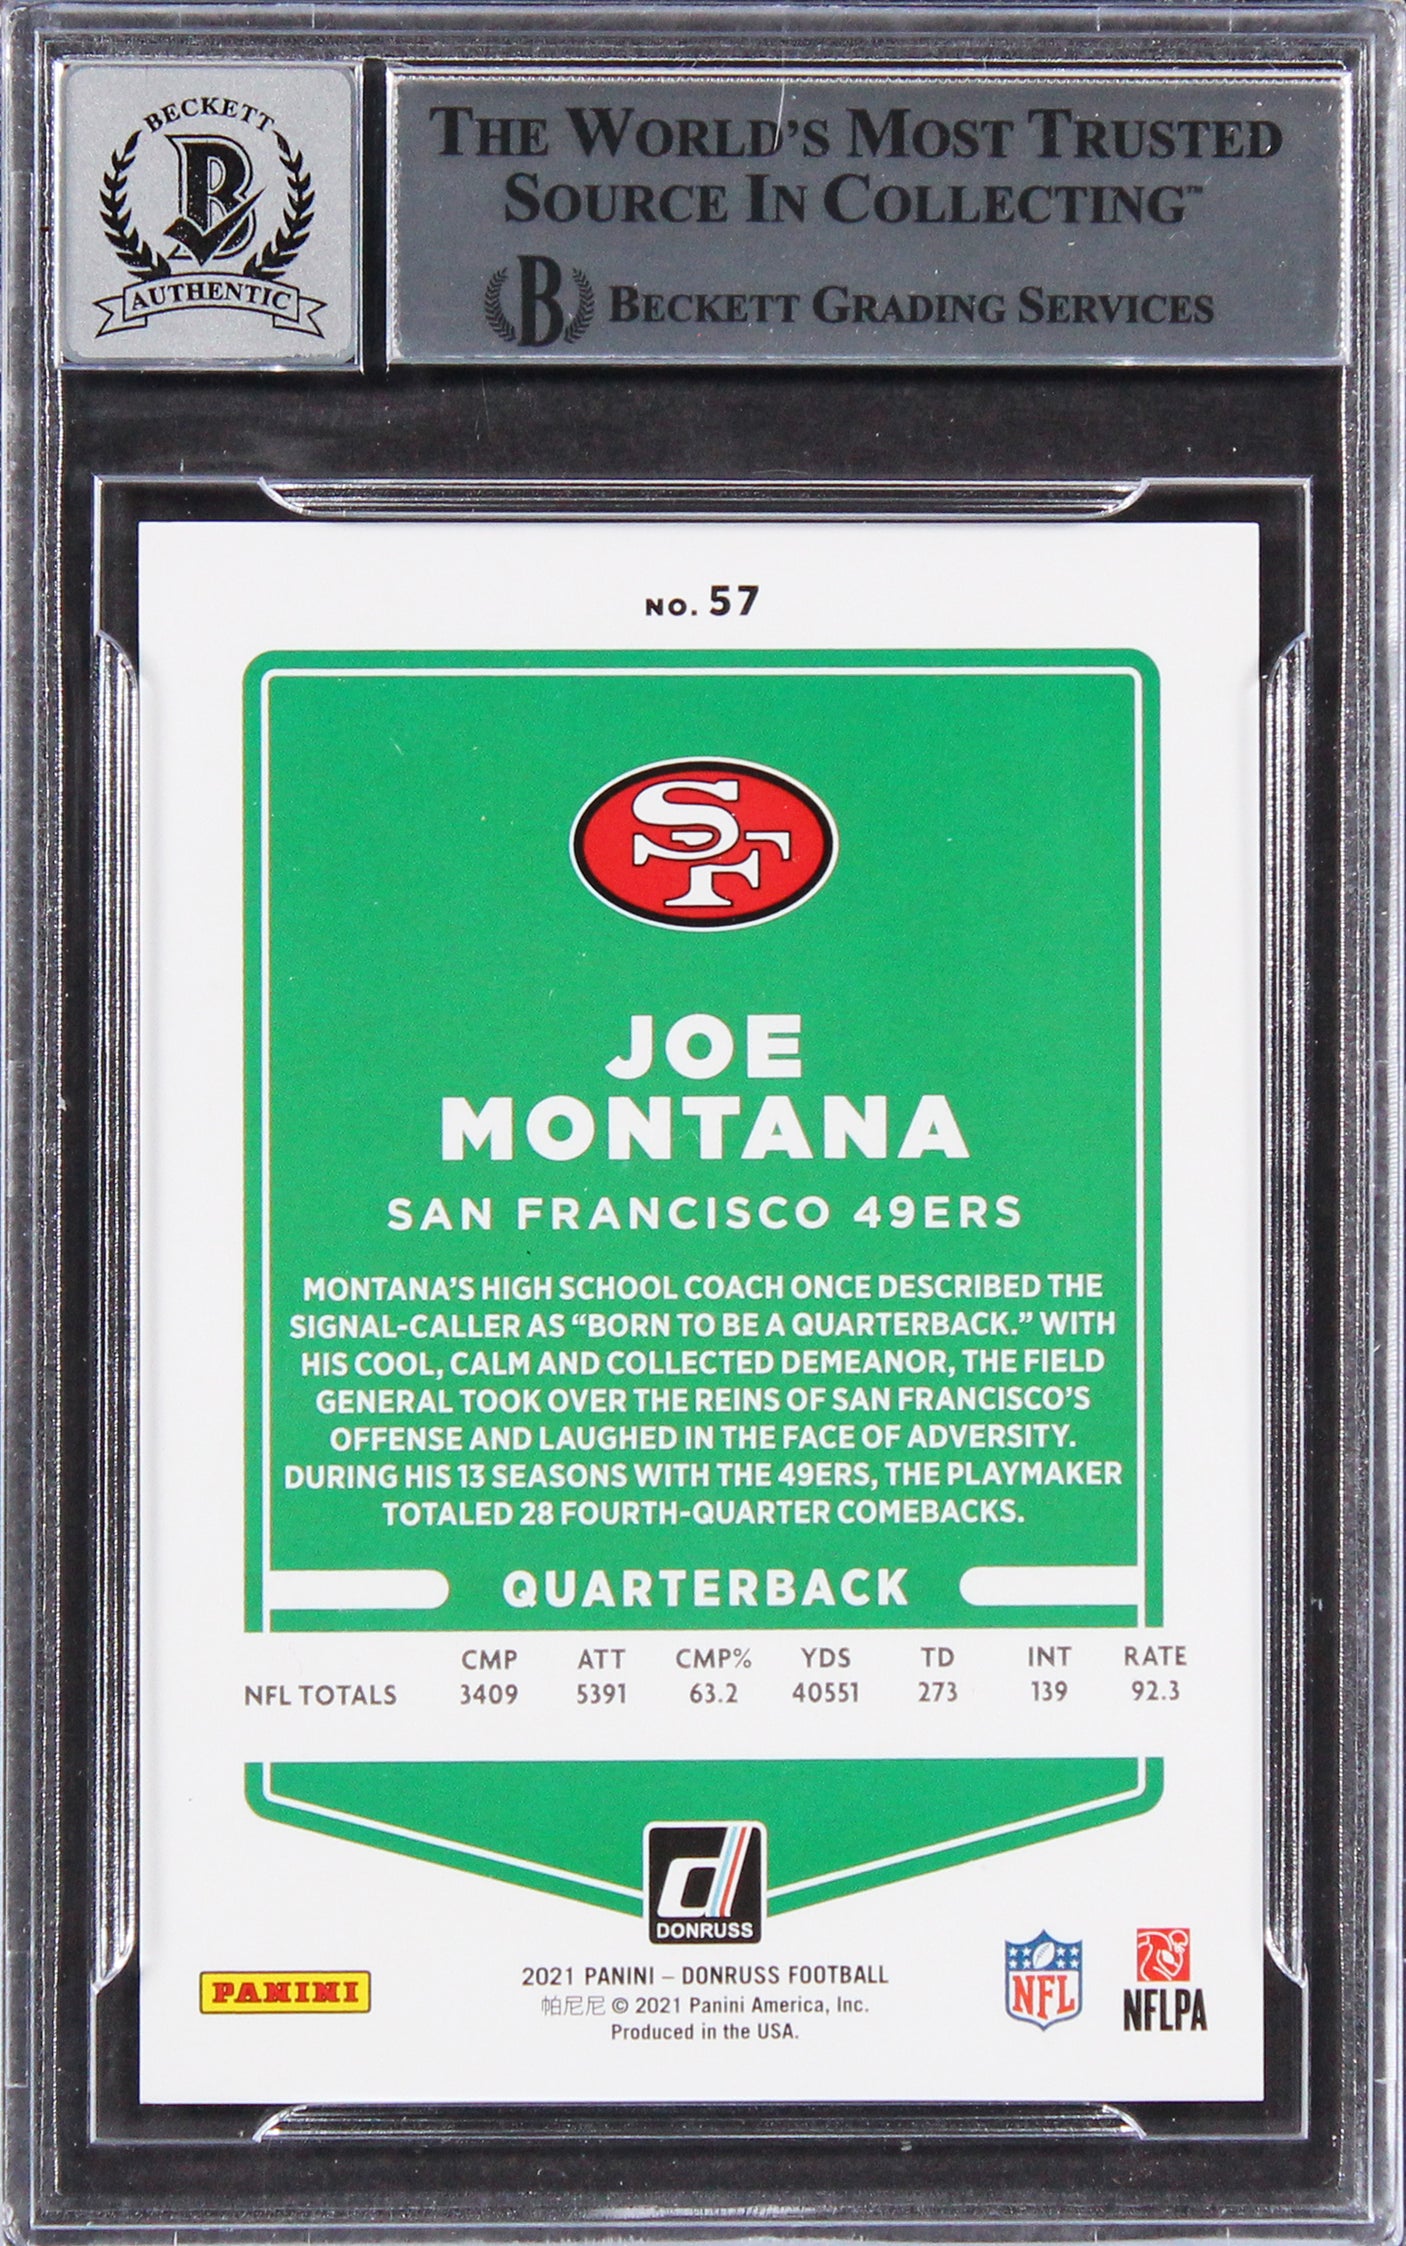 BECKETT
B
AUTHENTIC
THE WORLD'S MOST TRUSTED
SOURCE IN COLLECTING™
B BECKETT GRADING SERVICES
NO. 57
SF
JOE
MONTANA
SAN FRANCISCO 49ERS
MONTANA'S HIGH SCHOOL COACH ONCE DESCRIBED THE
SIGNAL-CALLER AS “BORN TO BE A QUARTERBACK.” WITH
HIS COOL, CALM AND COLLECTED DEMEANOR, THE FIELD
GENERAL TOOK OVER THE REINS OF SAN FRANCISCO'S
OFFENSE AND LAUGHED IN THE FACE OF ADVERSITY.
DURING HIS 13 SEASONS WITH THE 49ERS, THE PLAYMAKER
TOTALED 28 FOURTH-QUARTER COMEBACKS.
QUARTERBACK
CMP ATT CMP% YDS TD INT RATE
NFL TOTALS 3409 5391 63.2 40551 273 139 92.3
d
DONRUSS
PANINI
2021 PANINI – DONRUSS FOOTBALL
帕尼尼 © 2021 Panini America, Inc.
Produced in the USA.
NFL
NFLPA